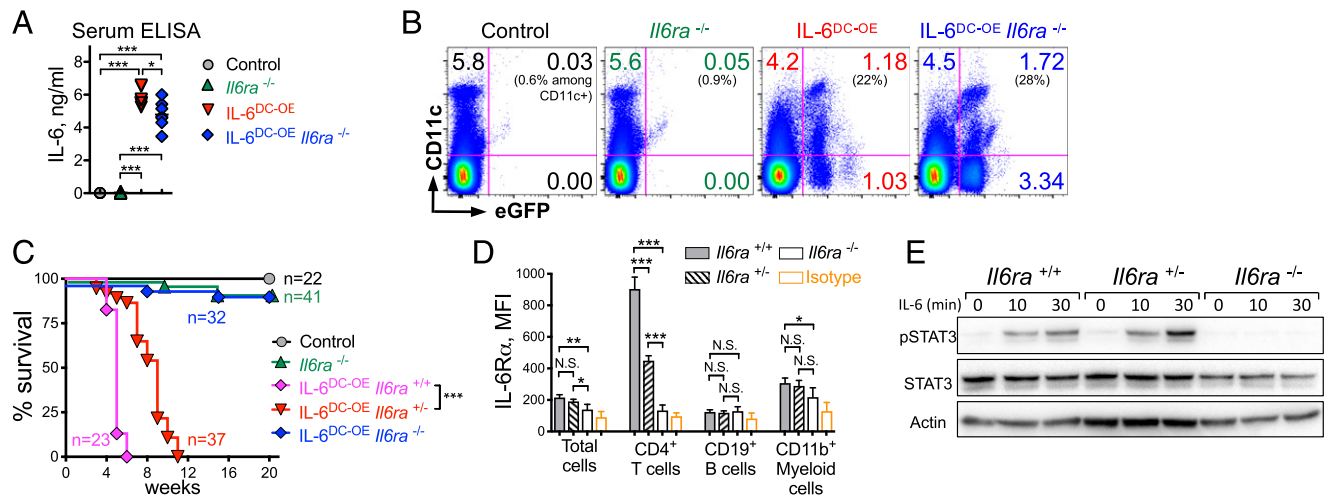 A
Serum ELISA
***
***
*
8
6
4
2
0
IL-6, ng/ml
***
***
Control
Il6ra -/-
IL-6DC-OE
IL-6DC-OE Il6ra -/-
B
Control
Il6ra -/-
IL-6DC-OE
IL-6DC-OE Il6ra -/-
5.8 0.03
(0.6% among
CD11c+)
0.00
5.6 0.05
(0.9%)
0.00
4.2 1.18
(22%)
1.03
4.5 1.72
(28%)
3.34
CD11c
eGFP
C
% survival
100
75
50
25
0
0 4 8 12 16 20
weeks
n=22
n=41
n=32
n=23
n=37
Control
Il6ra -/-
IL-6DC-OE Il6ra +/+
IL-6DC-OE Il6ra +/-
IL-6DC-OE Il6ra -/-
***
D
Il6ra +/+
Il6ra -/-
Il6ra +/-
Isotype
IL-6Rα, MFI
1000
800
600
400
200
0
**
N.S.
*
***
***
***
N.S.
N.S.
N.S.
*
N.S.
N.S.
Total
cells
CD4+
T cells
CD19+
B cells
CD11b+
Myeloid
cells
E
Il6ra +/+ Il6ra +/- Il6ra -/-
IL-6 (min) 0 10 30 0 10 30 0 10 30
pSTAT3
STAT3
Actin